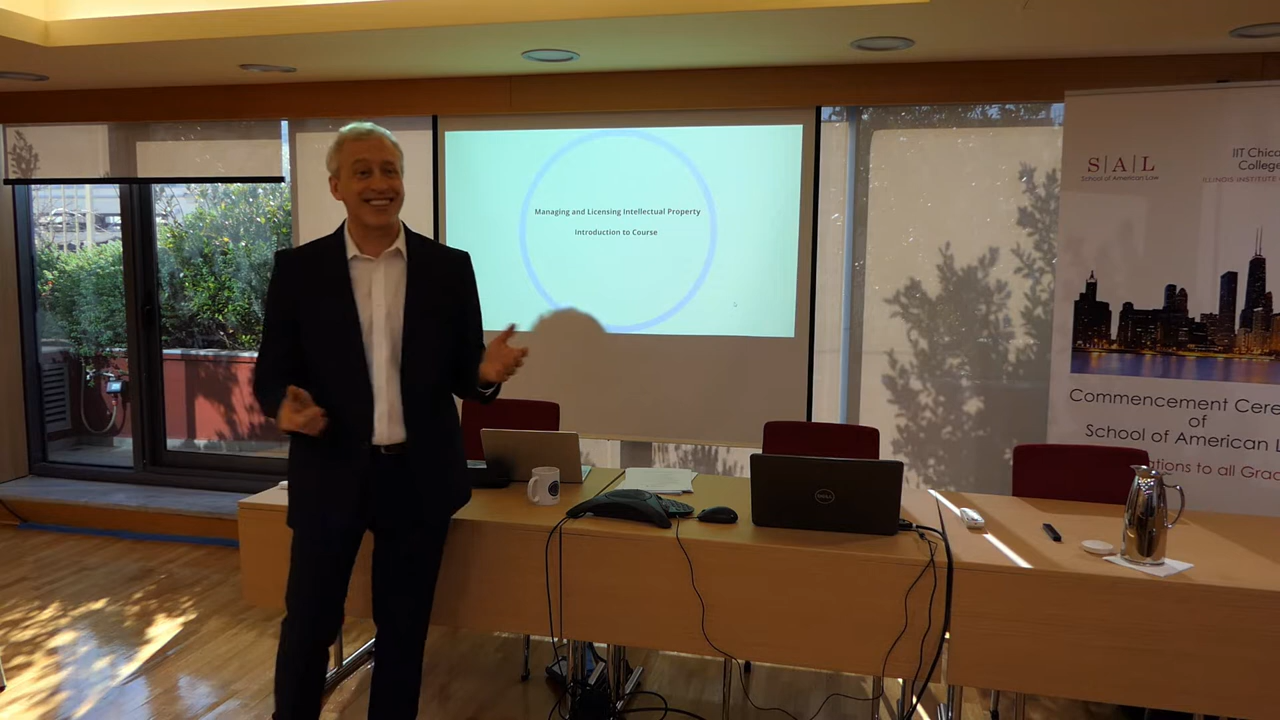 Managing and Licensing Intellectual Property
Introduction to Course
S|A|L
School of American Law
IIT Chica
College
ILLINOIS INSTITUTE
Commencement Cere
of
School of American L
ations to all Grad
DELL